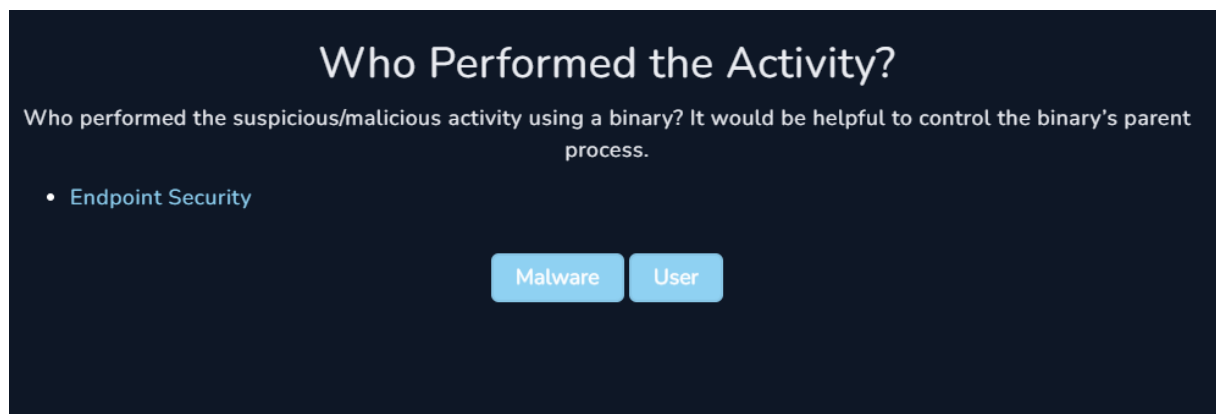 Who Performed the Activity?
Who performed the suspicious/malicious activity using a binary? It would be helpful to control the binary's parent
process.
Endpoint Security
Malware User